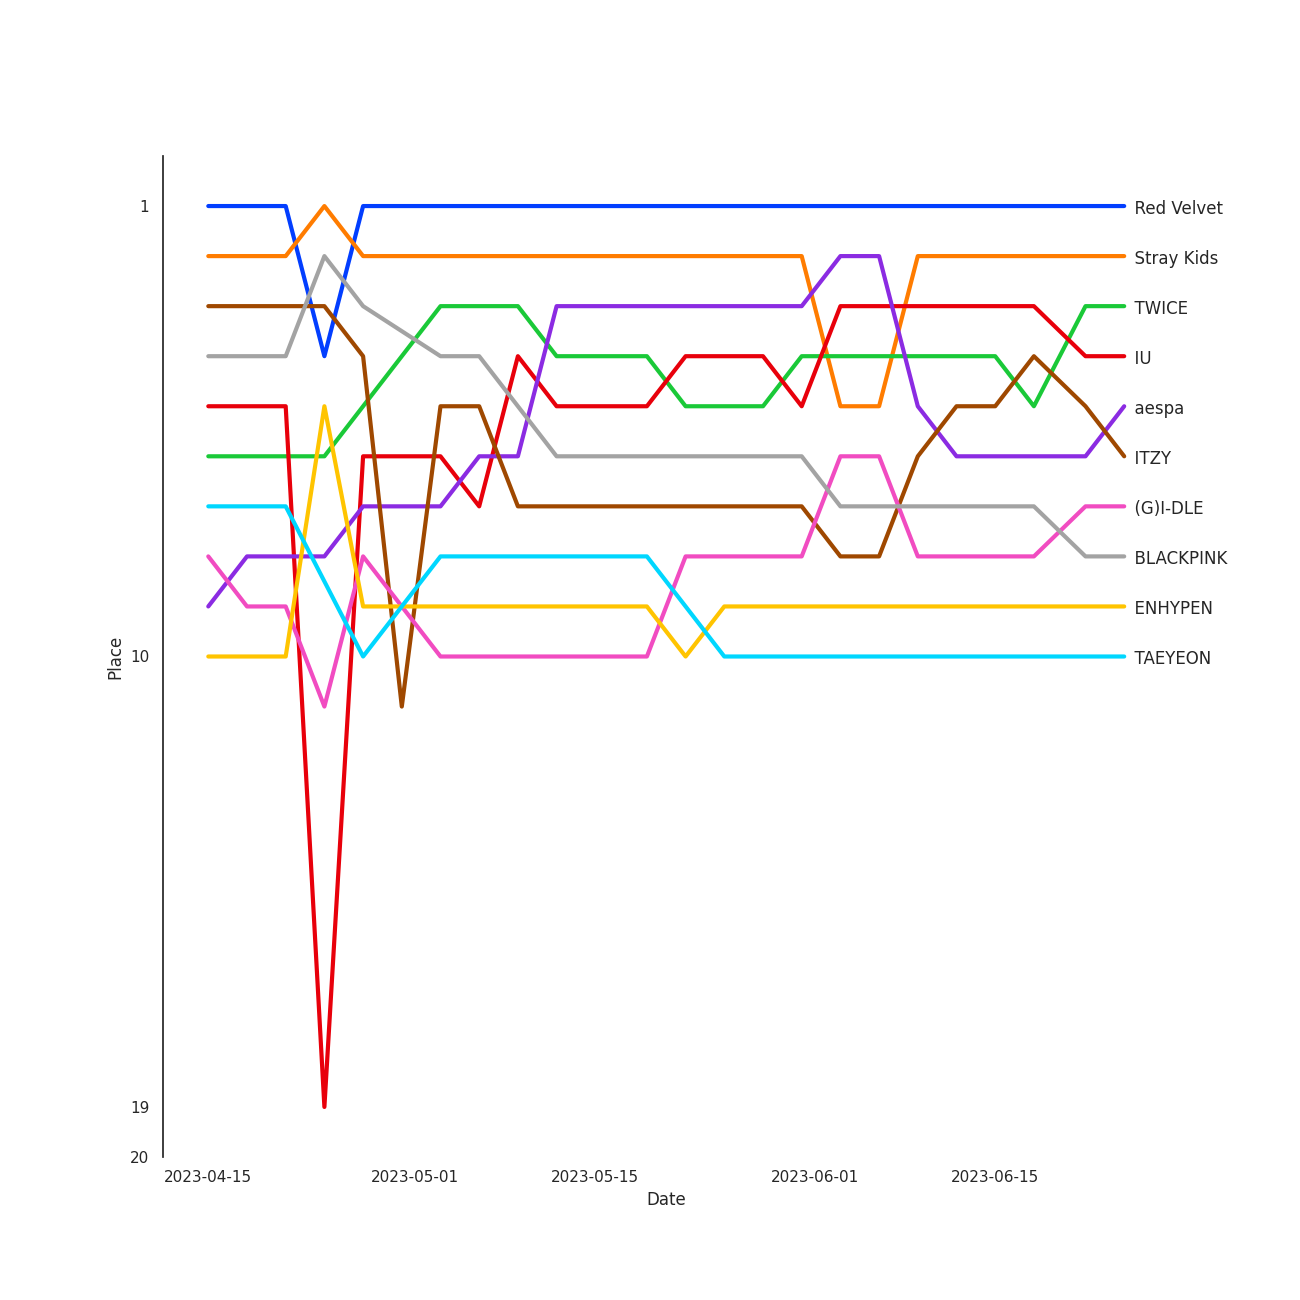 1
10
19
20
Place
Red Velvet
Stray Kids
TWICE
IU
aespa
ITZY
(G)I-DLE
BLACKPINK
ENHYPEN
TAEYEON
2023-04-15
2023-05-01
2023-05-15
2023-06-01
2023-06-15
Date